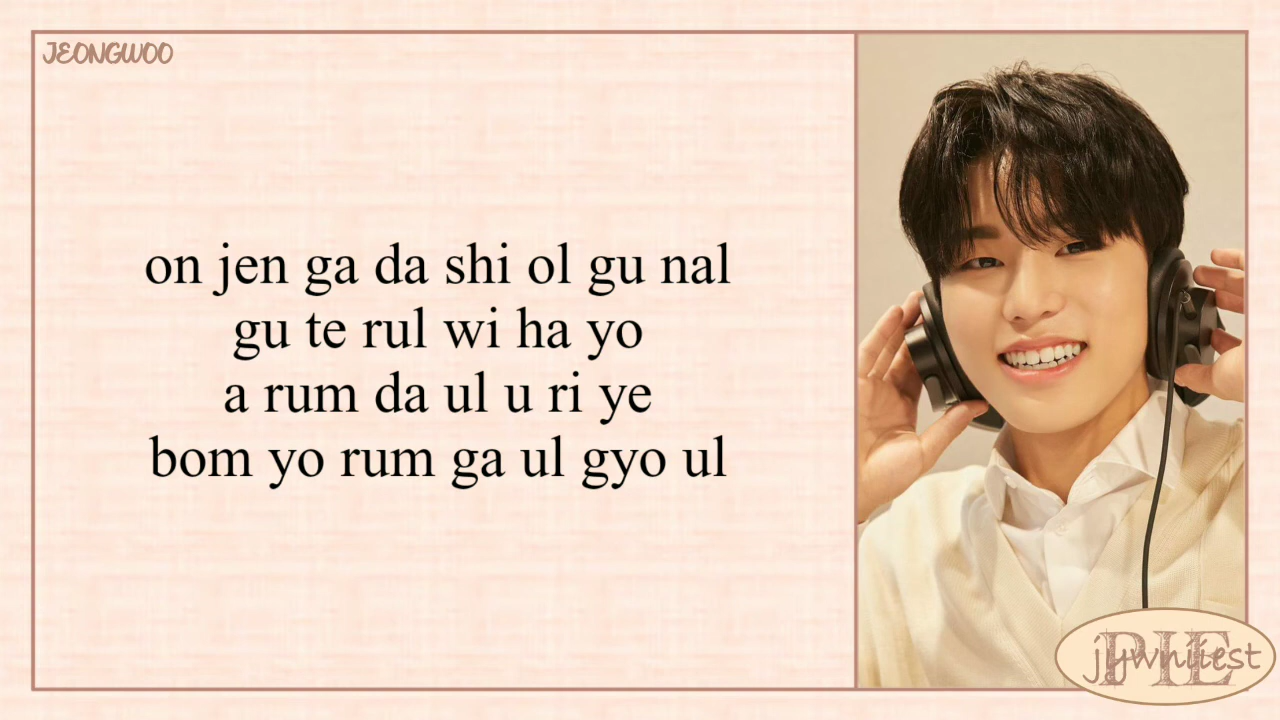 JEONGWOO
on jen ga da shi ol gu nal
gu te rul wi ha yo
a rum da ul u ri ye
bom yo rum ga ul gyo ul
PIE